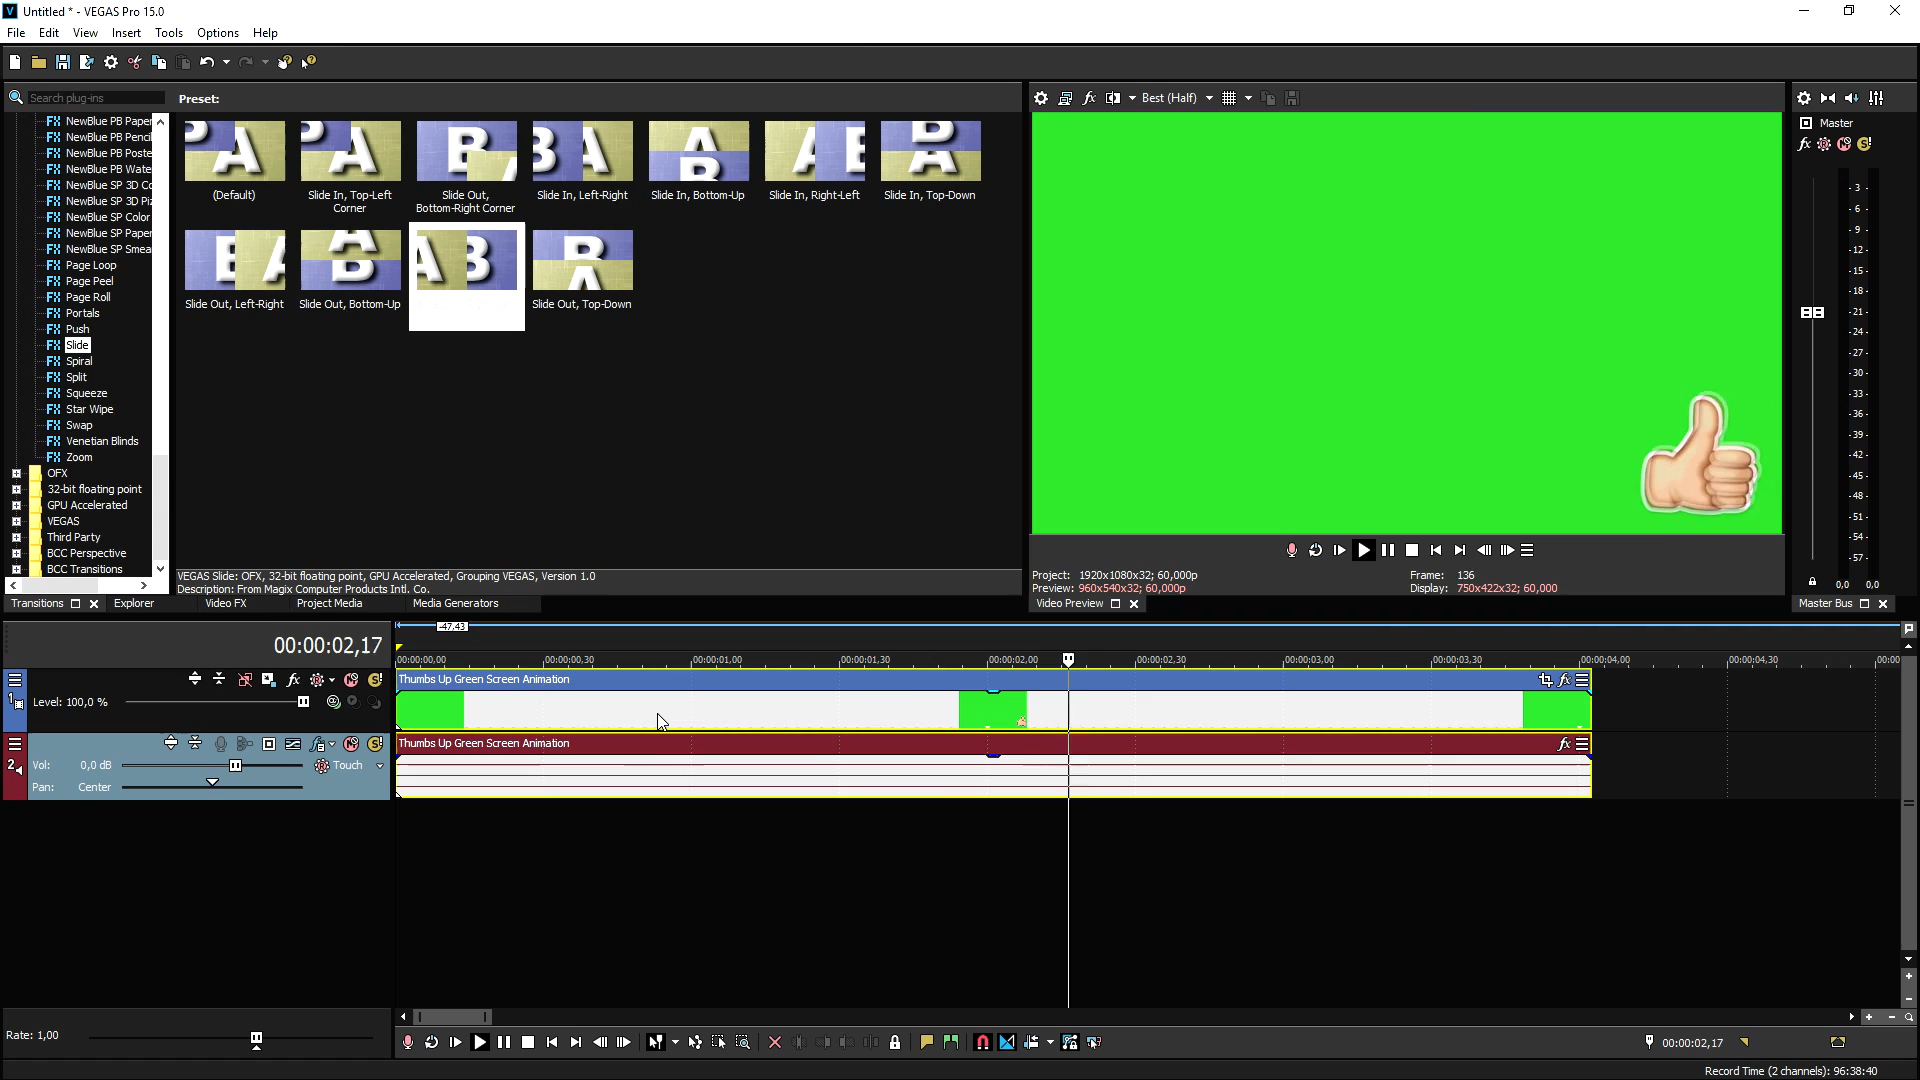 Untitled * - VEGAS Pro 15.0
File Edit View Insert Tools Options Help
Search plug-ins
Preset:
NewBlue PB Paper
NewBlue PB Pencil
NewBlue PB Poste
NewBlue PB Wate
NewBlue SP 3D Co
NewBlue SP 3D Piz
NewBlue SP Color
NewBlue SP Paper
NewBlue SP Smea
Page Loop
Page Peel
Page Roll
Portals
Push
Slide
Spiral
Split
Squeeze
Star Wipe
Swap
Venetian Blinds
Zoom
OFX
32-bit floating point
GPU Accelerated
VEGAS
Third Party
BCC Perspective
BCC Transitions
(Default)
Slide In, Top-Left Corner
Slide Out, Bottom-Right Corner
Slide In, Left-Right
Slide In, Bottom-Up
Slide In, Right-Left
Slide In, Top-Down
Slide Out, Left-Right
Slide Out, Bottom-Up
Slide Out, Top-Down
VEGAS Slide: OFX, 32-bit floating point, GPU Accelerated, Grouping VEGAS, Version 1.0
Description: From Magix Computer Products Intl. Co.
Transitions Explorer Video FX Project Media Media Generators
Best (Half)
Project: 1920x1080x32; 60,000p
Preview: 960x540x32; 60,000p
Frame: 136
Display: 750x422x32; 60,000
Video Preview
Master
-3-
-6-
-9-
-12-
-15-
-18-
-21-
-24-
-27-
-30-
-33-
-36-
-39-
-42-
-45-
-48-
-51-
-54-
-57-
0,0 0,0
Master Bus
00:00:02,17
-47.43
00:00:00,00 00:00:00,30 00:00:01,00 00:00:01,30 00:00:02,00 00:00:02,30 00:00:03,00 00:00:03,30 00:00:04,00 00:00:04,30 00:00
1
Level: 100,0 %
Thumbs Up Green Screen Animation
2
Vol: 0,0 dB Touch
Pan: Center
Thumbs Up Green Screen Animation
Rate: 1,00
00:00:02,17
Record Time (2 channels): 96:38:40